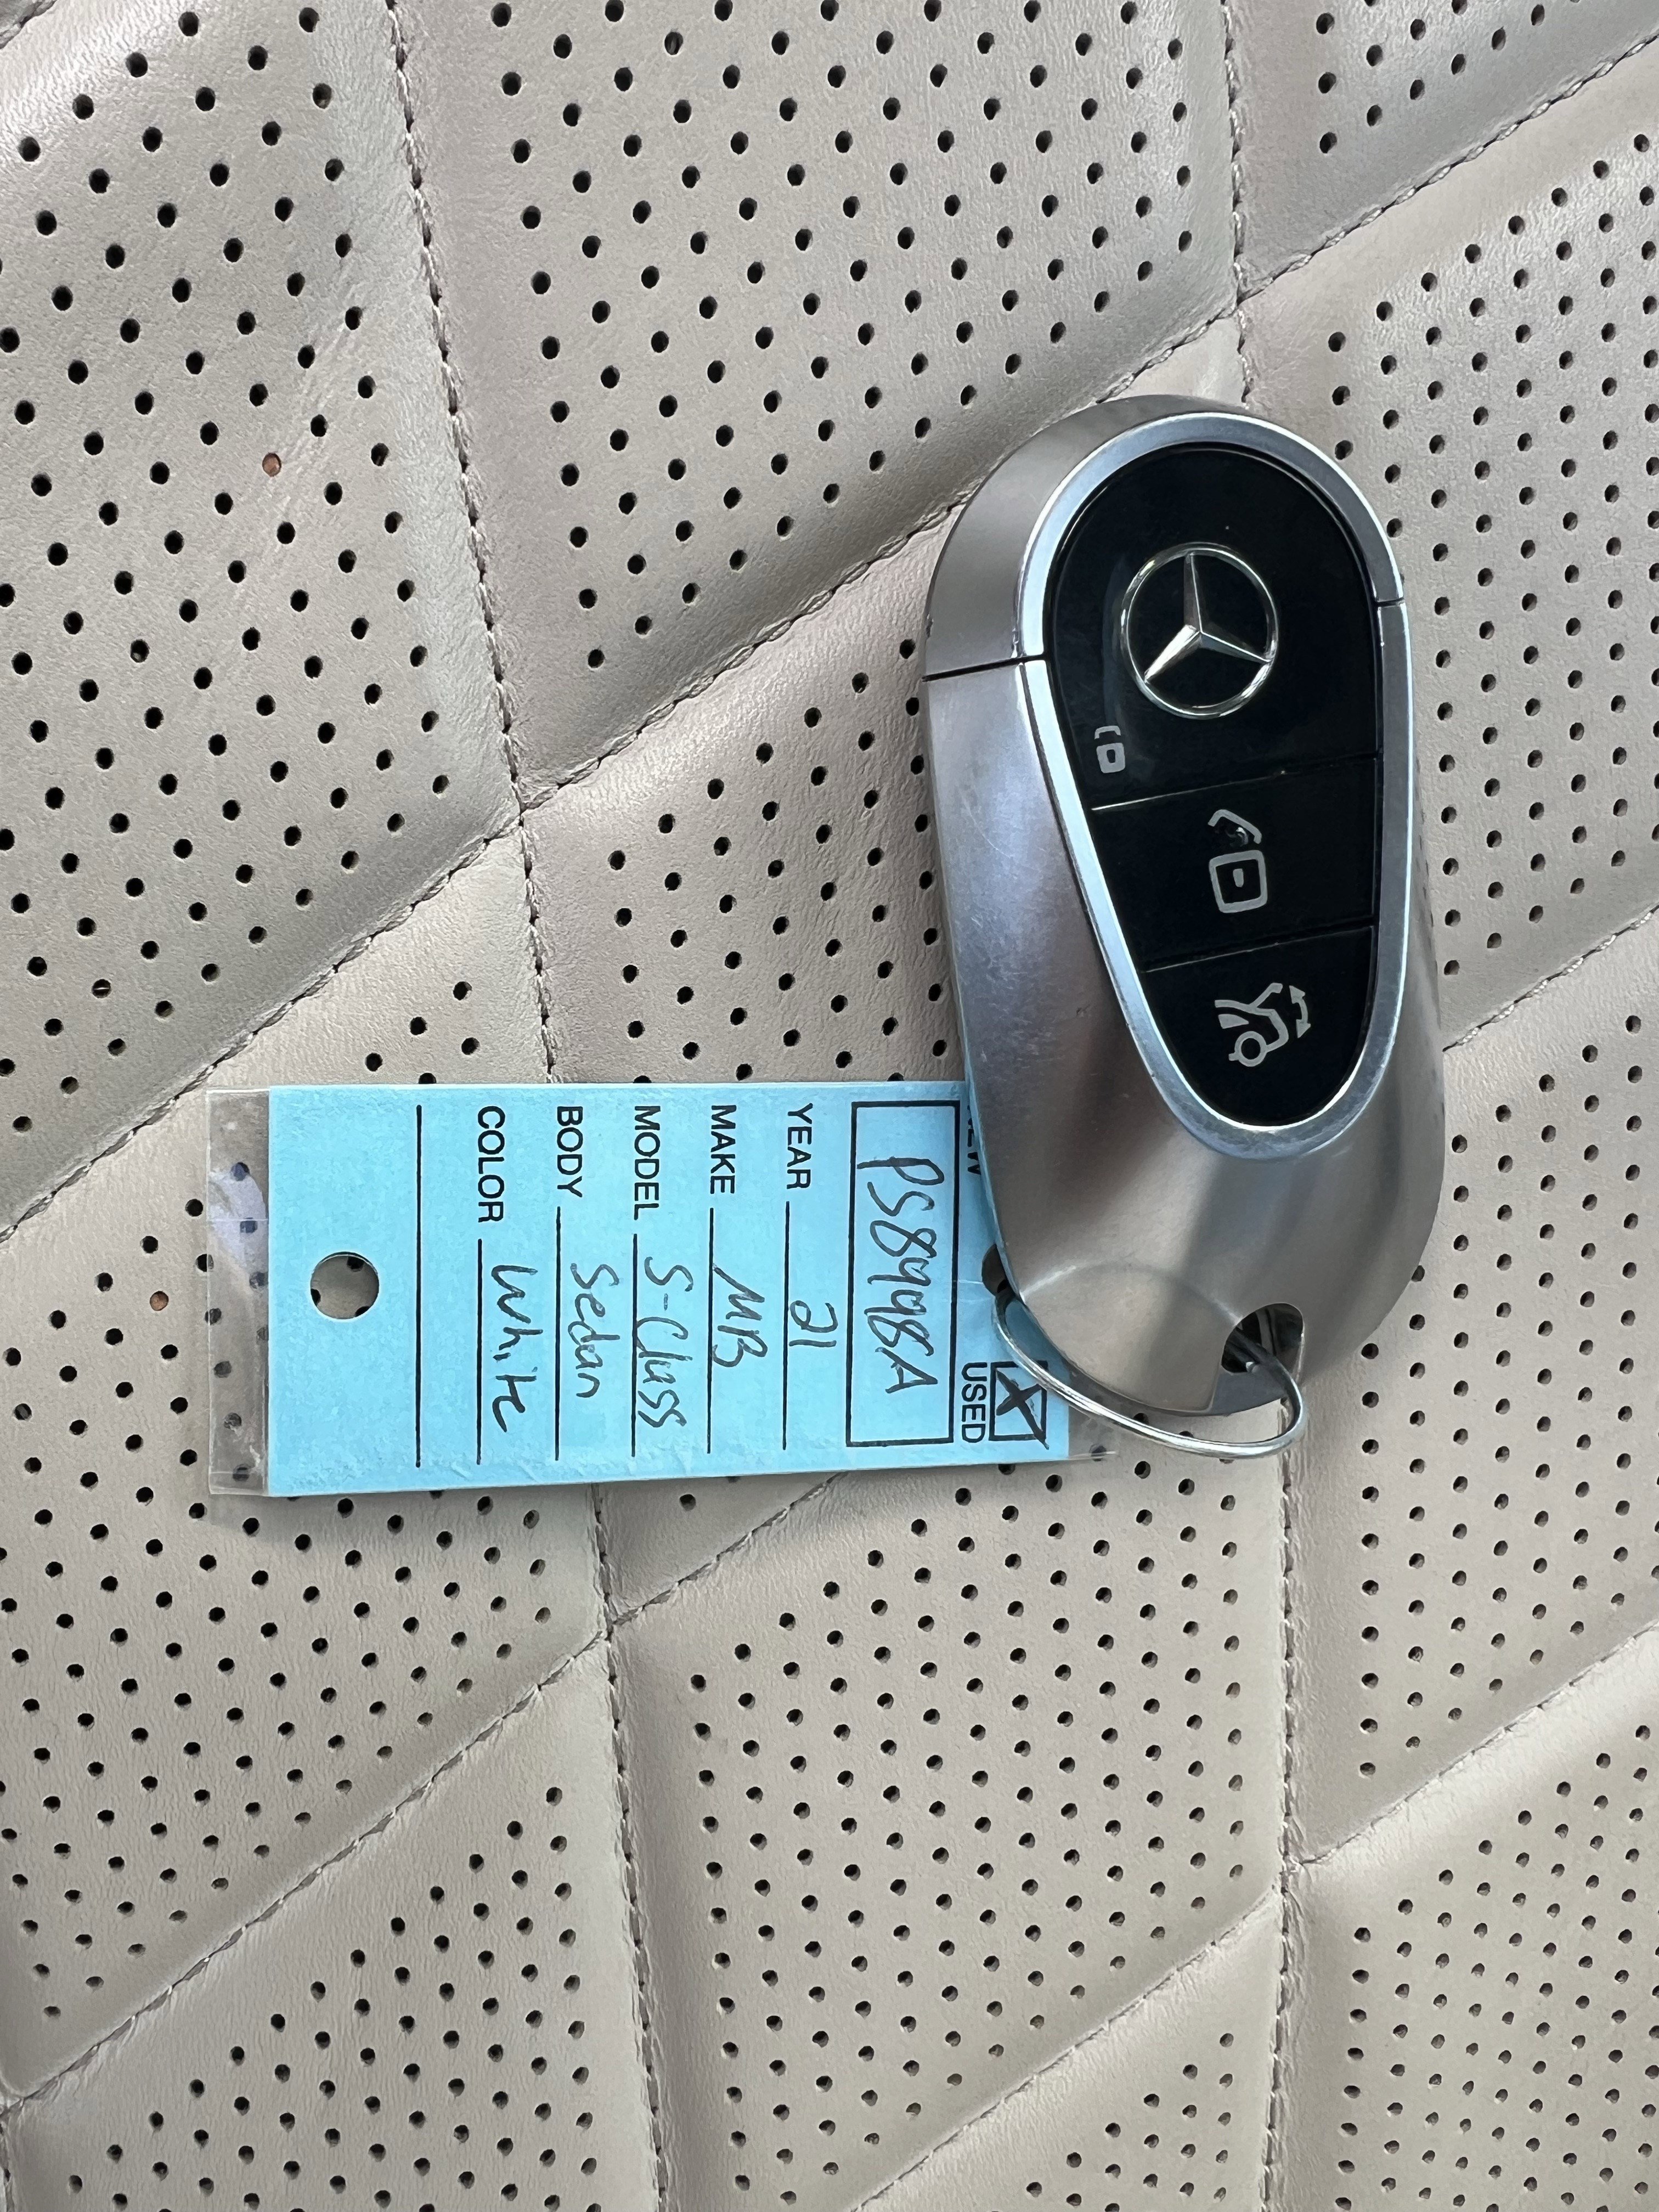 USED
PS8998A
YEAR 21
MAKE MB
MODEL S-Class
BODY Sedan
COLOR White